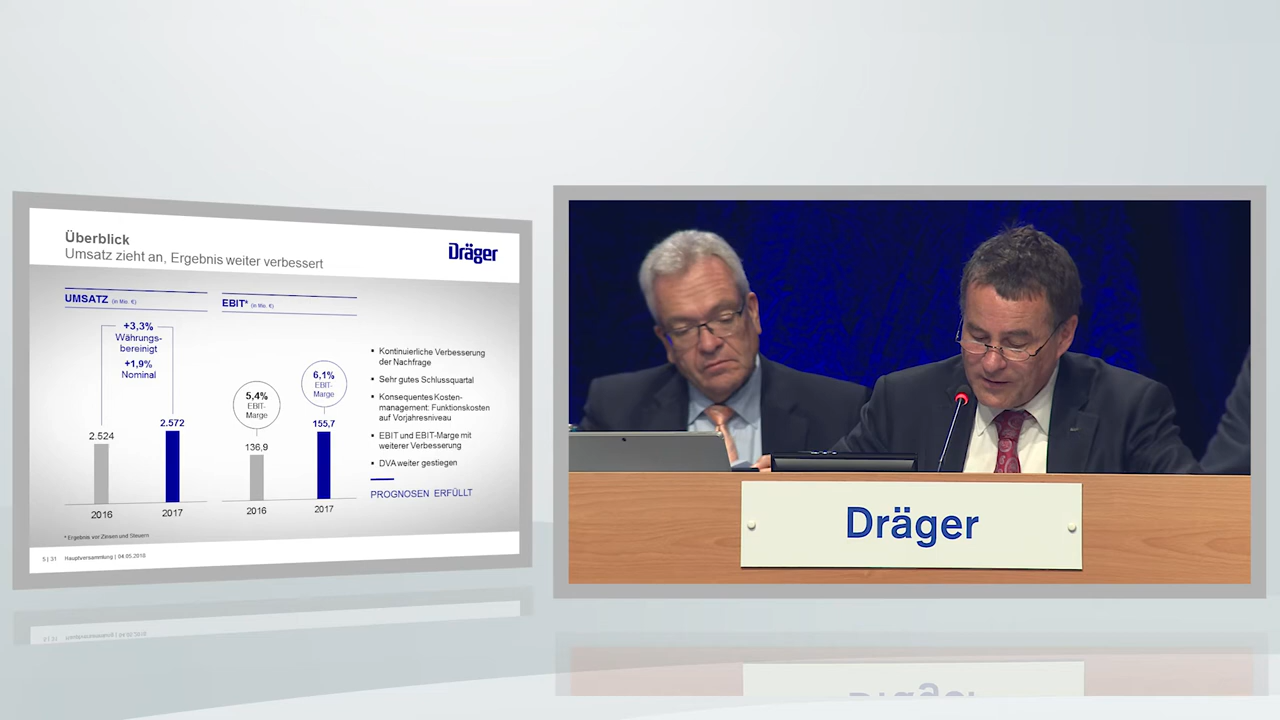 Überblick
Umsatz zieht an, Ergebnis weiter verbessert
Dräger
UMSATZ (in Mio. €)
+3,3%
Währungs-
bereinigt
+1,9%
Nominal
2.524
2.572
2016
2017
EBIT* (in Mio. €)
5,4%
EBIT-
Marge
6,1%
EBIT-
Marge
136,9
155,7
2016
2017
▪ Kontinuierliche Verbesserung
der Nachfrage
▪ Sehr gutes Schlussquartal
▪ Konsequentes Kosten-
management: Funktionskosten
auf Vorjahresniveau
▪ EBIT und EBIT-Marge mit
weiterer Verbesserung
▪ DVA weiter gestiegen
PROGNOSEN ERFÜLLT
* Ergebnis vor Zinsen und Steuern
5 | 31 Hauptversammlung | 04.05.2018
Dräger